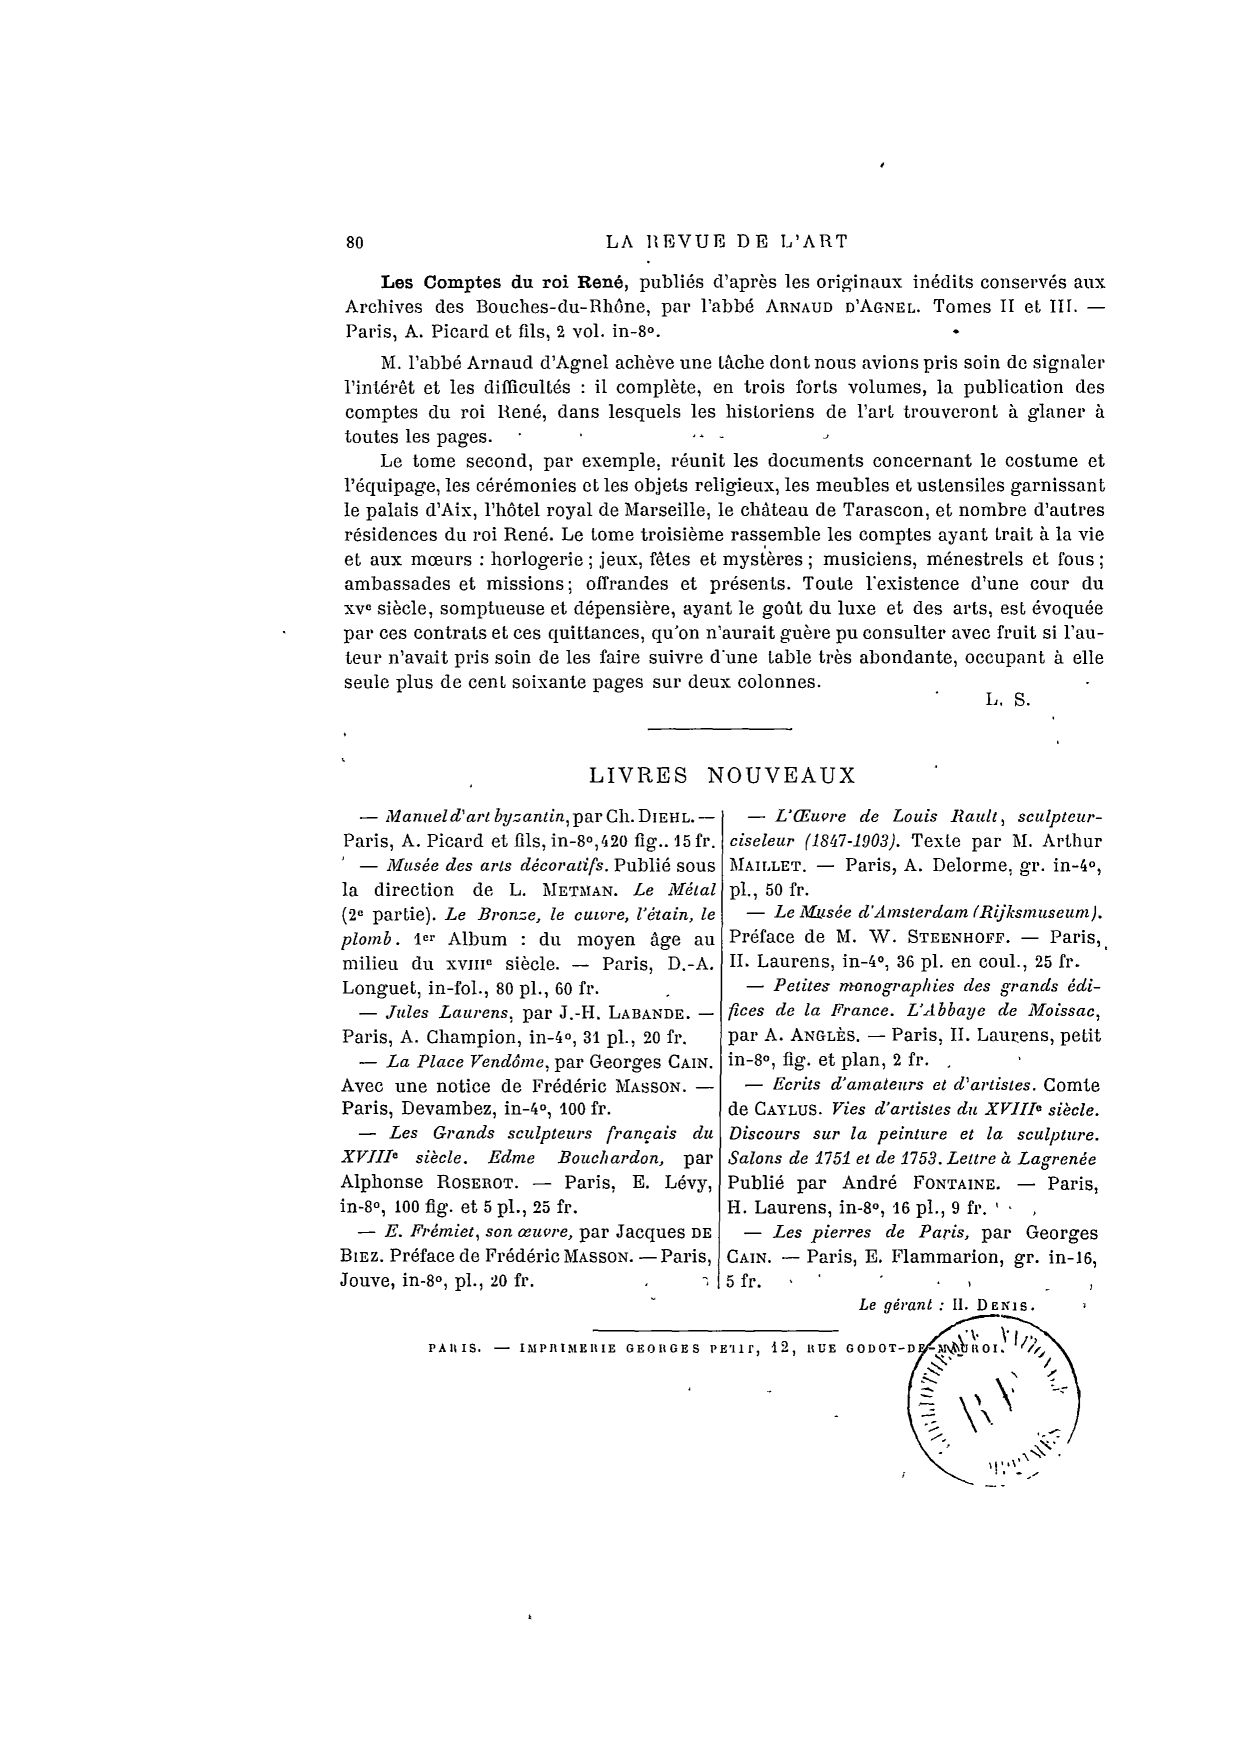 80 LA REVUE DE L'ART
Les Comptes du roi René, publiés d'après les originaux inédits conservés aux
Archives des Bouches-du-Rhône, par l'abbé ARNAUD D'AGNEL. Tomes II et III. —
Paris, A. Picard et fils, 2 vol. in-8º.
M. l'abbé Arnaud d'Agnel achève une tâche dont nous avions pris soin de signaler
l'intérêt et les difficultés : il complète, en trois forts volumes, la publication des
comptes du roi René, dans lesquels les historiens de l'art trouveront à glaner à
toutes les pages.
Le tome second, par exemple, réunit les documents concernant le costume et
l'équipage, les cérémonies et les objets religieux, les meubles et ustensiles garnissant
le palais d'Aix, l'hôtel royal de Marseille, le château de Tarascon, et nombre d'autres
résidences du roi René. Le tome troisième rassemble les comptes ayant trait à la vie
et aux mœurs : horlogerie ; jeux, fêtes et mystères ; musiciens, ménestrels et fous ;
ambassades et missions ; offrandes et présents. Toute l'existence d'une cour du
XVe siècle, somptueuse et dépensière, ayant le goût du luxe et des arts, est évoquée
par ces contrats et ces quittances, qu'on n'aurait guère pu consulter avec fruit si l'au-
teur n'avait pris soin de les faire suivre d'une table très abondante, occupant à elle
seule plus de cent soixante pages sur deux colonnes.
L. S.
LIVRES NOUVEAUX
— Manuel d'art byzantin, par Ch. DIEHL. —
Paris, A. Picard et fils, in-8º, 420 fig.. 15 fr.
— Musée des arts décoratifs. Publié sous
la direction de L. METMAN. Le Métal
(2e partie). Le Bronze, le cuivre, l'étain, le
plomb. 1er Album : du moyen âge au
milieu du XVIIIe siècle. — Paris, D.-A.
Longuet, in-fol., 80 pl., 60 fr.
— Jules Laurens, par J.-H. LABANDE. —
Paris, A. Champion, in-4º, 31 pl., 20 fr.
— La Place Vendôme, par Georges CAIN.
Avec une notice de Frédéric MASSON. —
Paris, Devambez, in-4º, 100 fr.
— Les Grands sculpteurs français du
XVIIIe siècle. Edme Bouchardon, par
Alphonse ROSEROT. — Paris, E. Lévy,
in-8º, 100 fig. et 5 pl., 25 fr.
— E. Frémiet, son œuvre, par Jacques DE
BIEZ. Préface de Frédéric MASSON. — Paris,
Jouve, in-8º, pl., 20 fr.
— L'Œuvre de Louis Rault, sculpteur-
ciseleur (1847-1903). Texte par M. Arthur
MAILLET. — Paris, A. Delorme, gr. in-4º,
pl., 50 fr.
— Le Musée d'Amsterdam (Rijksmuseum).
Préface de M. W. STEENHOFF. — Paris,
H. Laurens, in-4º, 36 pl. en coul., 25 fr.
— Petites monographies des grands édi-
fices de la France. L'Abbaye de Moissac,
par A. ANGLÈS. — Paris, H. Laurens, petit
in-8º, fig. et plan, 2 fr.
— Ecrits d'amateurs et d'artistes. Comte
de CAYLUS. Vies d'artistes du XVIIIe siècle.
Discours sur la peinture et la sculpture.
Salons de 1751 et de 1753. Lettre à Lagrenée
Publié par André FONTAINE. — Paris,
H. Laurens, in-8º, 16 pl., 9 fr.
— Les pierres de Paris, par Georges
CAIN. — Paris, E. Flammarion, gr. in-16,
5 fr.
Le gérant : H. DENIS.
PARIS. — IMPRIMERIE GEORGES PETIT, 12, RUE GODOT-DE-MAUROI.
RF